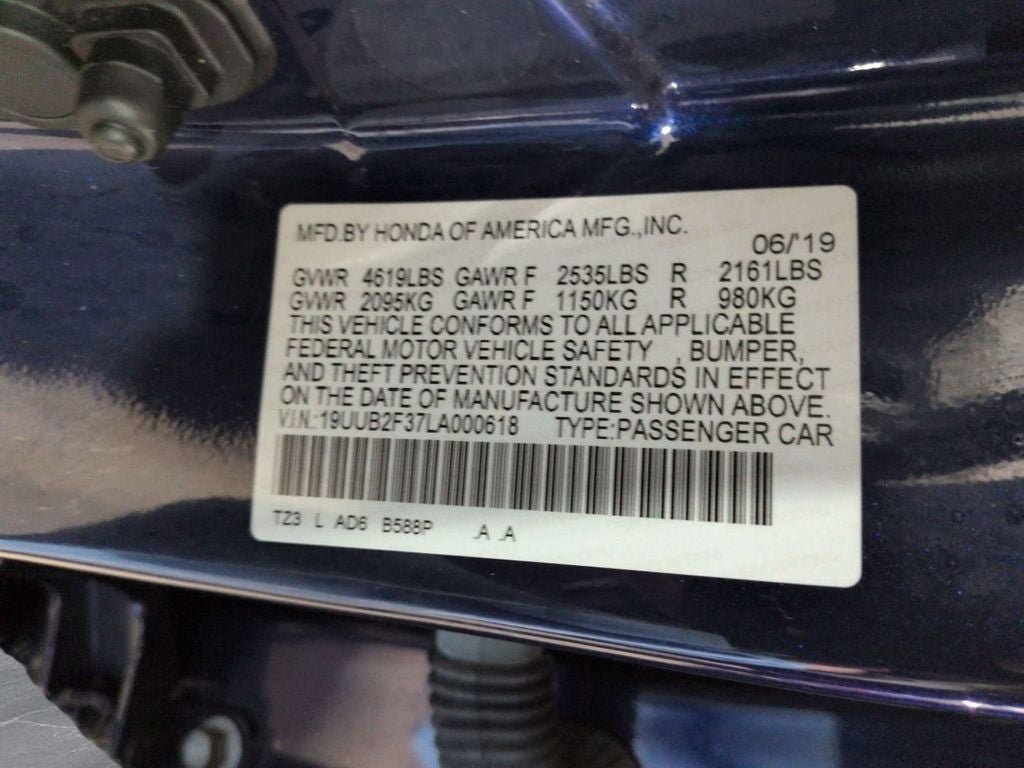 MFD.BY HONDA OF AMERICA MFG.,INC.
06/'19
GVWR 4619LBS GAWR F 2535LBS R 2161LBS
GVWR 2095KG GAWR F 1150KG R 980KG
THIS VEHICLE CONFORMS TO ALL APPLICABLE
FEDERAL MOTOR VEHICLE SAFETY , BUMPER,
AND THEFT PREVENTION STANDARDS IN EFFECT
ON THE DATE OF MANUFACTURE SHOWN ABOVE.
V.I.N.:19UUB2F37LA000618 TYPE:PASSENGER CAR
TZ3 L AD6 B588P .A .A